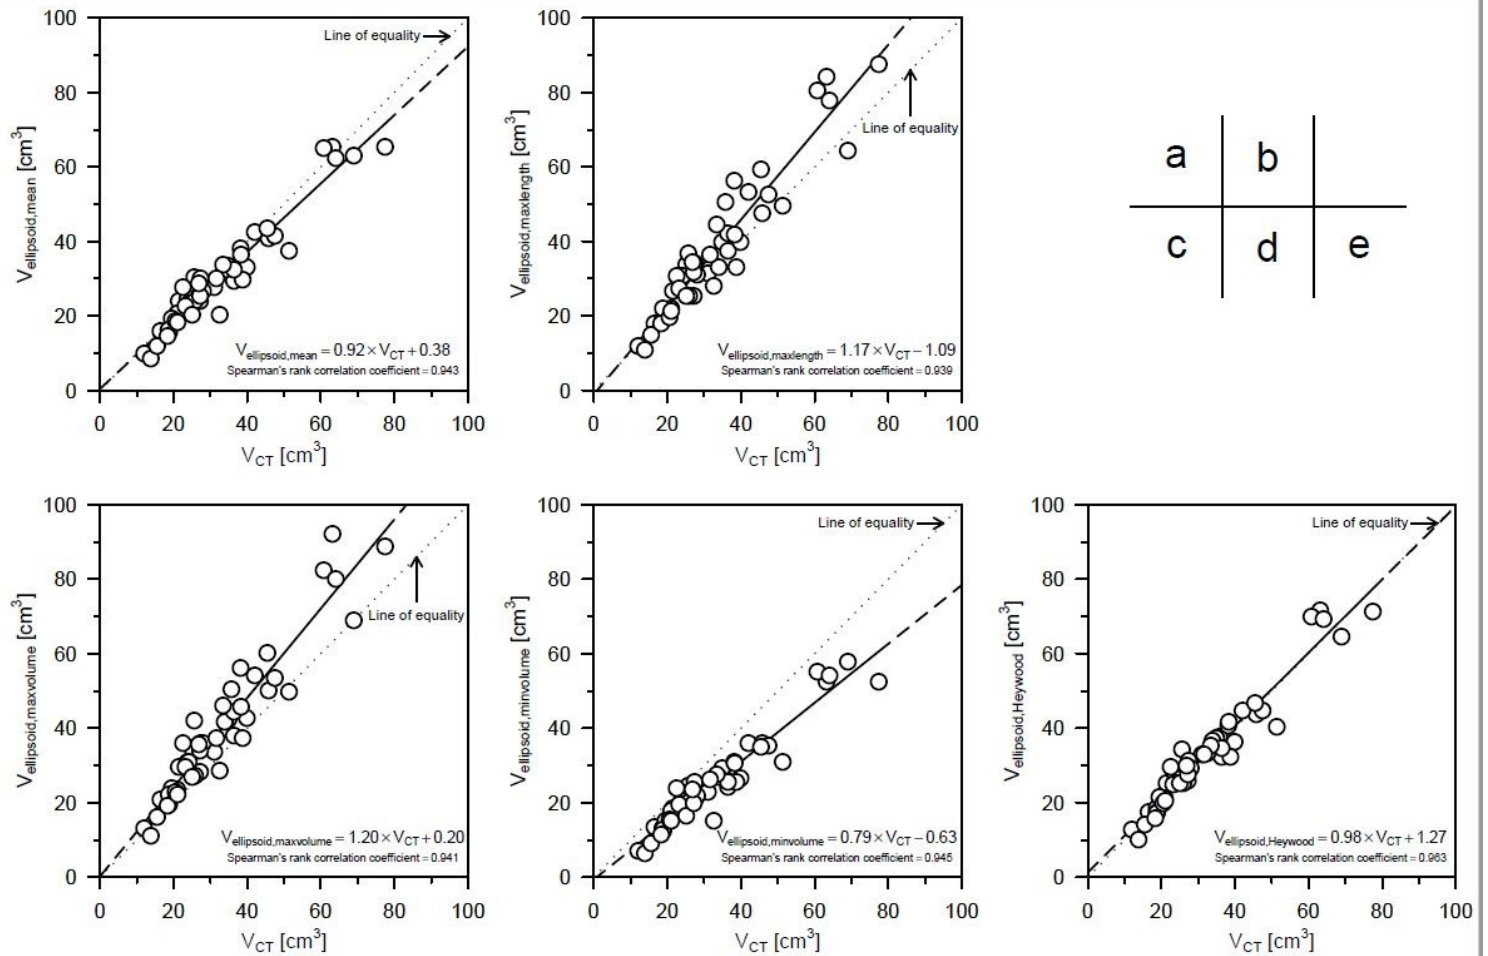 100
80
60
40
20
0
V_ellipsoid,mean [cm³]
Line of equality
V_ellipsoid,mean = 0.92×V_CT + 0.38
Spearman's rank correlation coefficient = 0.943
0 20 40 60 80 100
V_CT [cm³]
100
80
60
40
20
0
V_ellipsoid,maxlength [cm³]
Line of equality
V_ellipsoid,maxlength = 1.17×V_CT − 1.09
Spearman's rank correlation coefficient = 0.939
0 20 40 60 80 100
V_CT [cm³]
a b
c d e
100
80
60
40
20
0
V_ellipsoid,maxvolume [cm³]
Line of equality
V_ellipsoid,maxvolume = 1.20×V_CT + 0.20
Spearman's rank correlation coefficient = 0.941
0 20 40 60 80 100
V_CT [cm³]
100
80
60
40
20
0
V_ellipsoid,minvolume [cm³]
Line of equality
V_ellipsoid,minvolume = 0.79×V_CT − 0.63
Spearman's rank correlation coefficient = 0.945
0 20 40 60 80 100
V_CT [cm³]
100
80
60
40
20
0
V_ellipsoid,Heywood [cm³]
Line of equality
V_ellipsoid,Heywood = 0.98×V_CT + 1.27
Spearman's rank correlation coefficient = 0.963
0 20 40 60 80 100
V_CT [cm³]